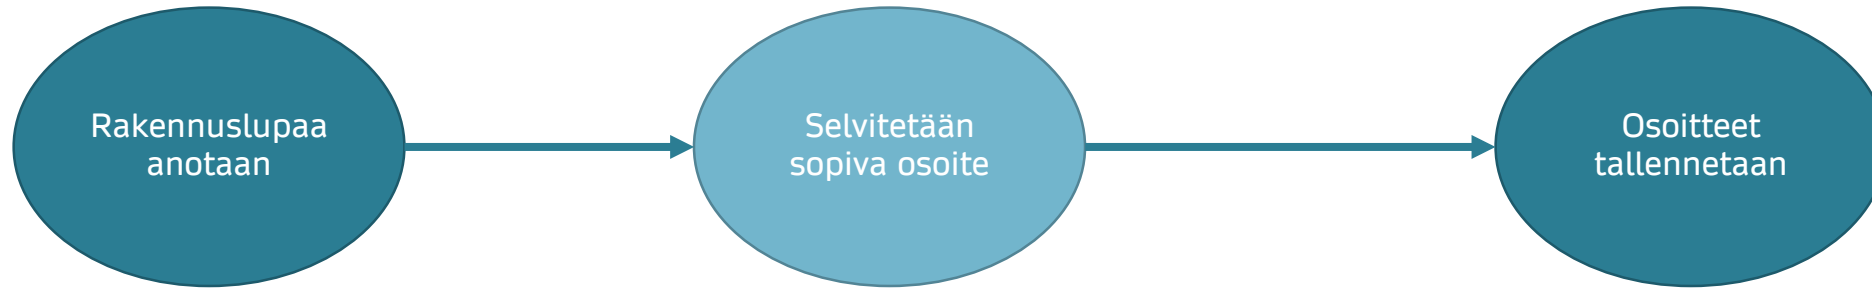 Rakennuslupaa
anotaan
Selvitetään
sopiva osoite
Osoitteet
tallennetaan